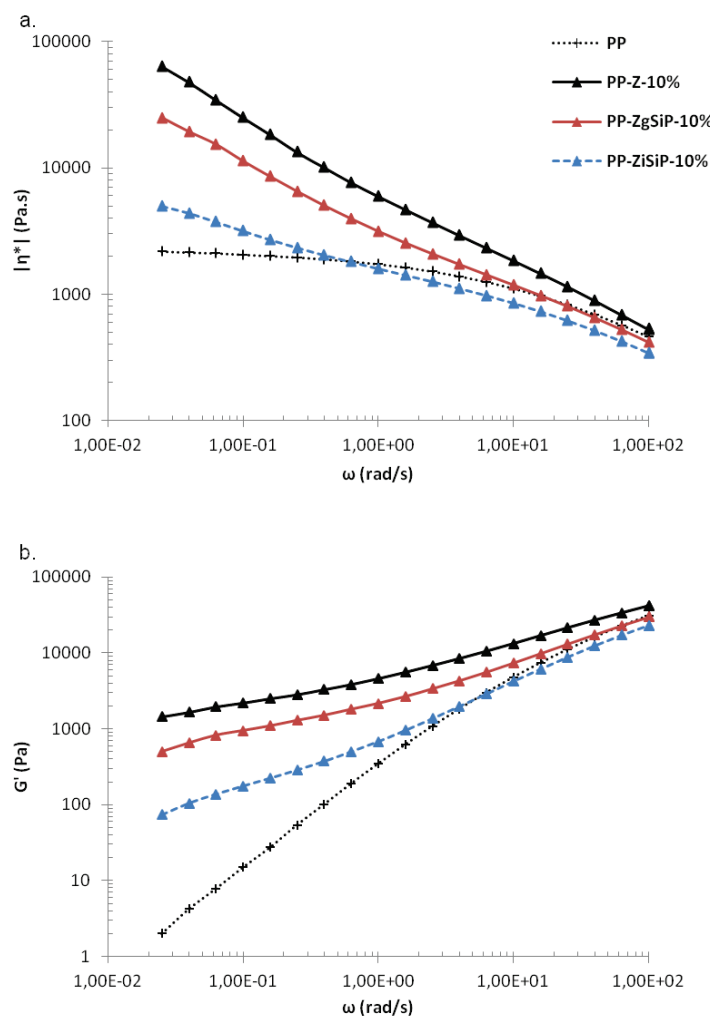 a.
100000
10000
1000
100
|η*| (Pa.s)
1,00E-02 1,00E-01 1,00E+00 1,00E+01 1,00E+02
ω (rad/s)
PP
PP-Z-10%
PP-ZgSiP-10%
PP-ZiSiP-10%
b.
100000
10000
1000
100
10
1
G' (Pa)
1,00E-02 1,00E-01 1,00E+00 1,00E+01 1,00E+02
ω (rad/s)